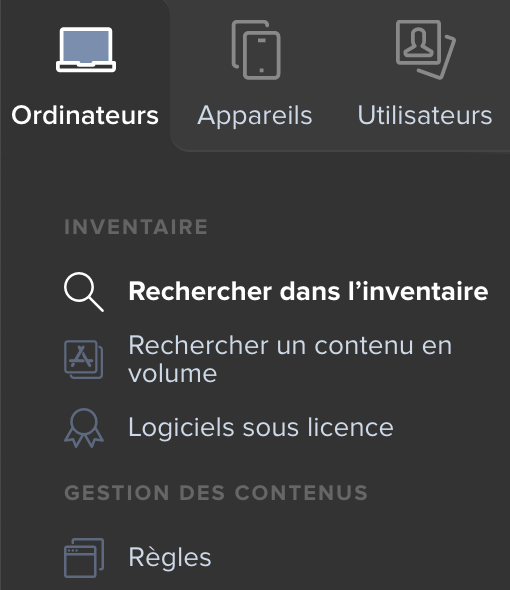 Ordinateurs Appareils Utilisateurs
INVENTAIRE
Rechercher dans l’inventaire
Rechercher un contenu en
volume
Logiciels sous licence
GESTION DES CONTENUS
Règles